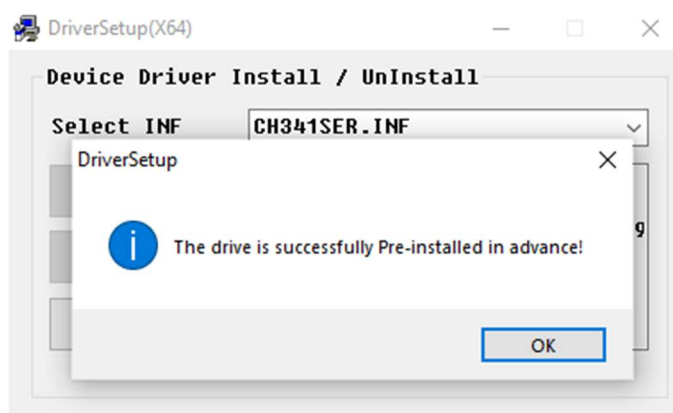 DriverSetup(X64)
Device Driver Install / UnInstall
Select INF CH341SER.INF
DriverSetup
The drive is successfully Pre-installed in advance!
OK